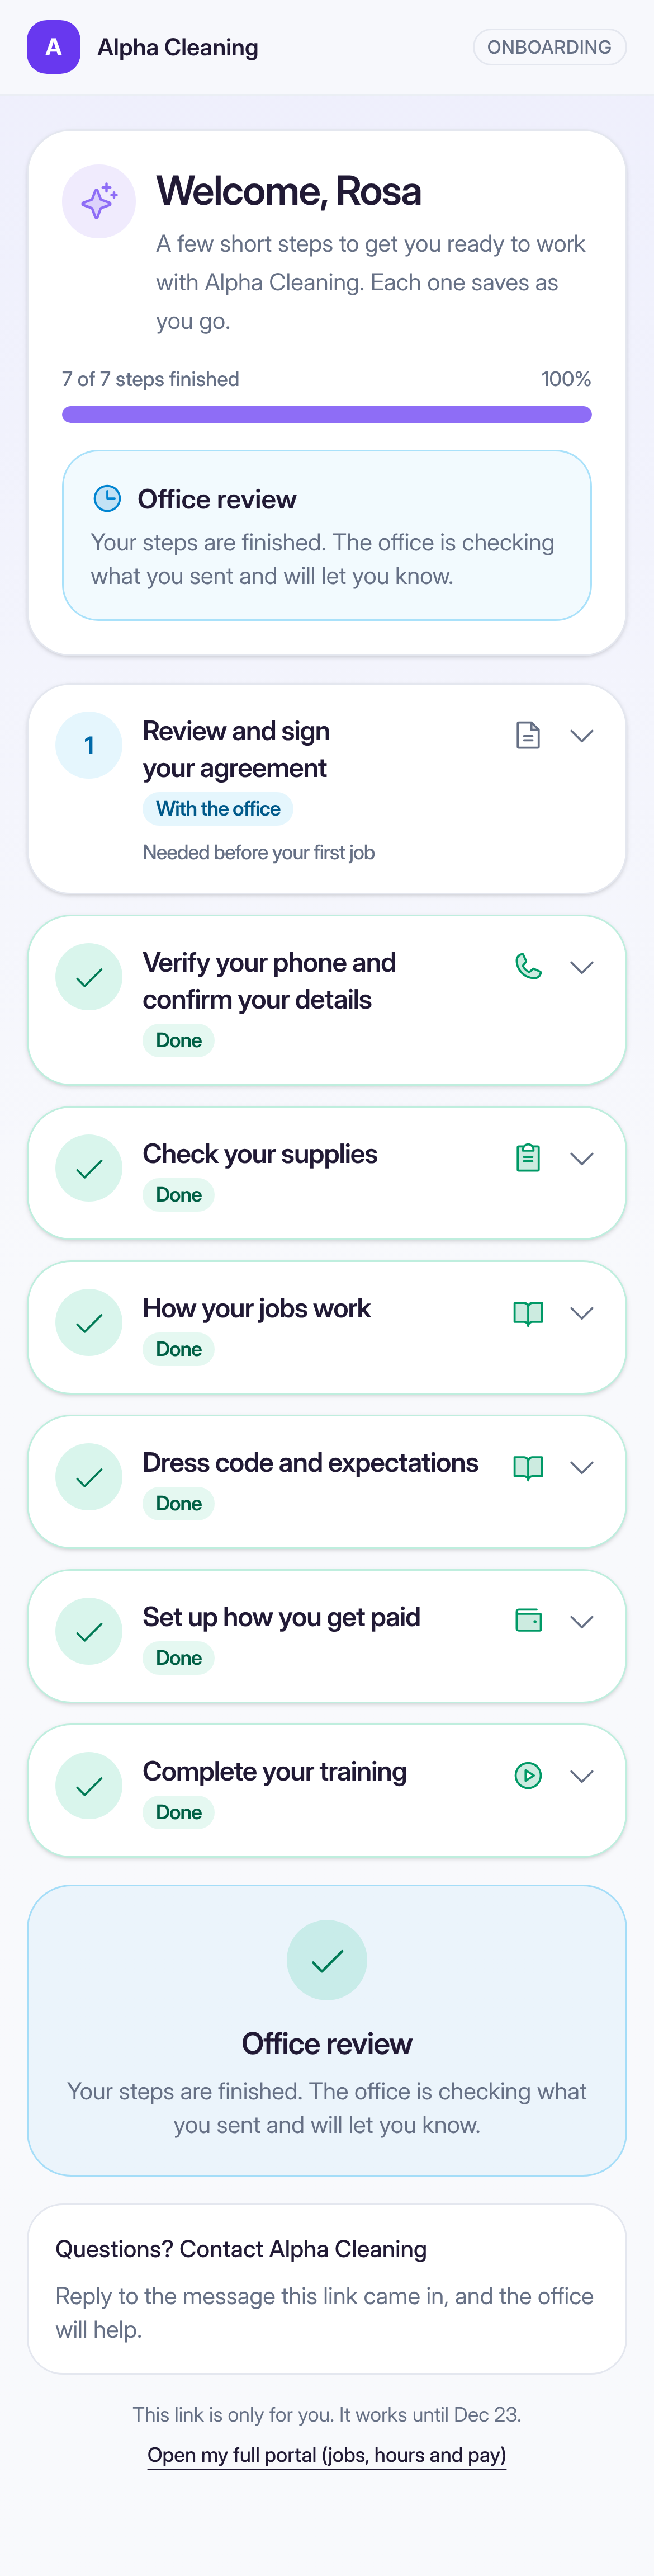 A
Alpha Cleaning
ONBOARDING
Welcome, Rosa
A few short steps to get you ready to work
with Alpha Cleaning. Each one saves as
you go.
7 of 7 steps finished
100%
Office review
Your steps are finished. The office is checking
what you sent and will let you know.
1
Review and sign
your agreement
With the office
Needed before your first job
Verify your phone and
confirm your details
Done
Check your supplies
Done
How your jobs work
Done
Dress code and expectations
Done
Set up how you get paid
Done
Complete your training
Done
Office review
Your steps are finished. The office is checking what
you sent and will let you know.
Questions? Contact Alpha Cleaning
Reply to the message this link came in, and the office
will help.
This link is only for you. It works until Dec 23.
Open my full portal (jobs, hours and pay)